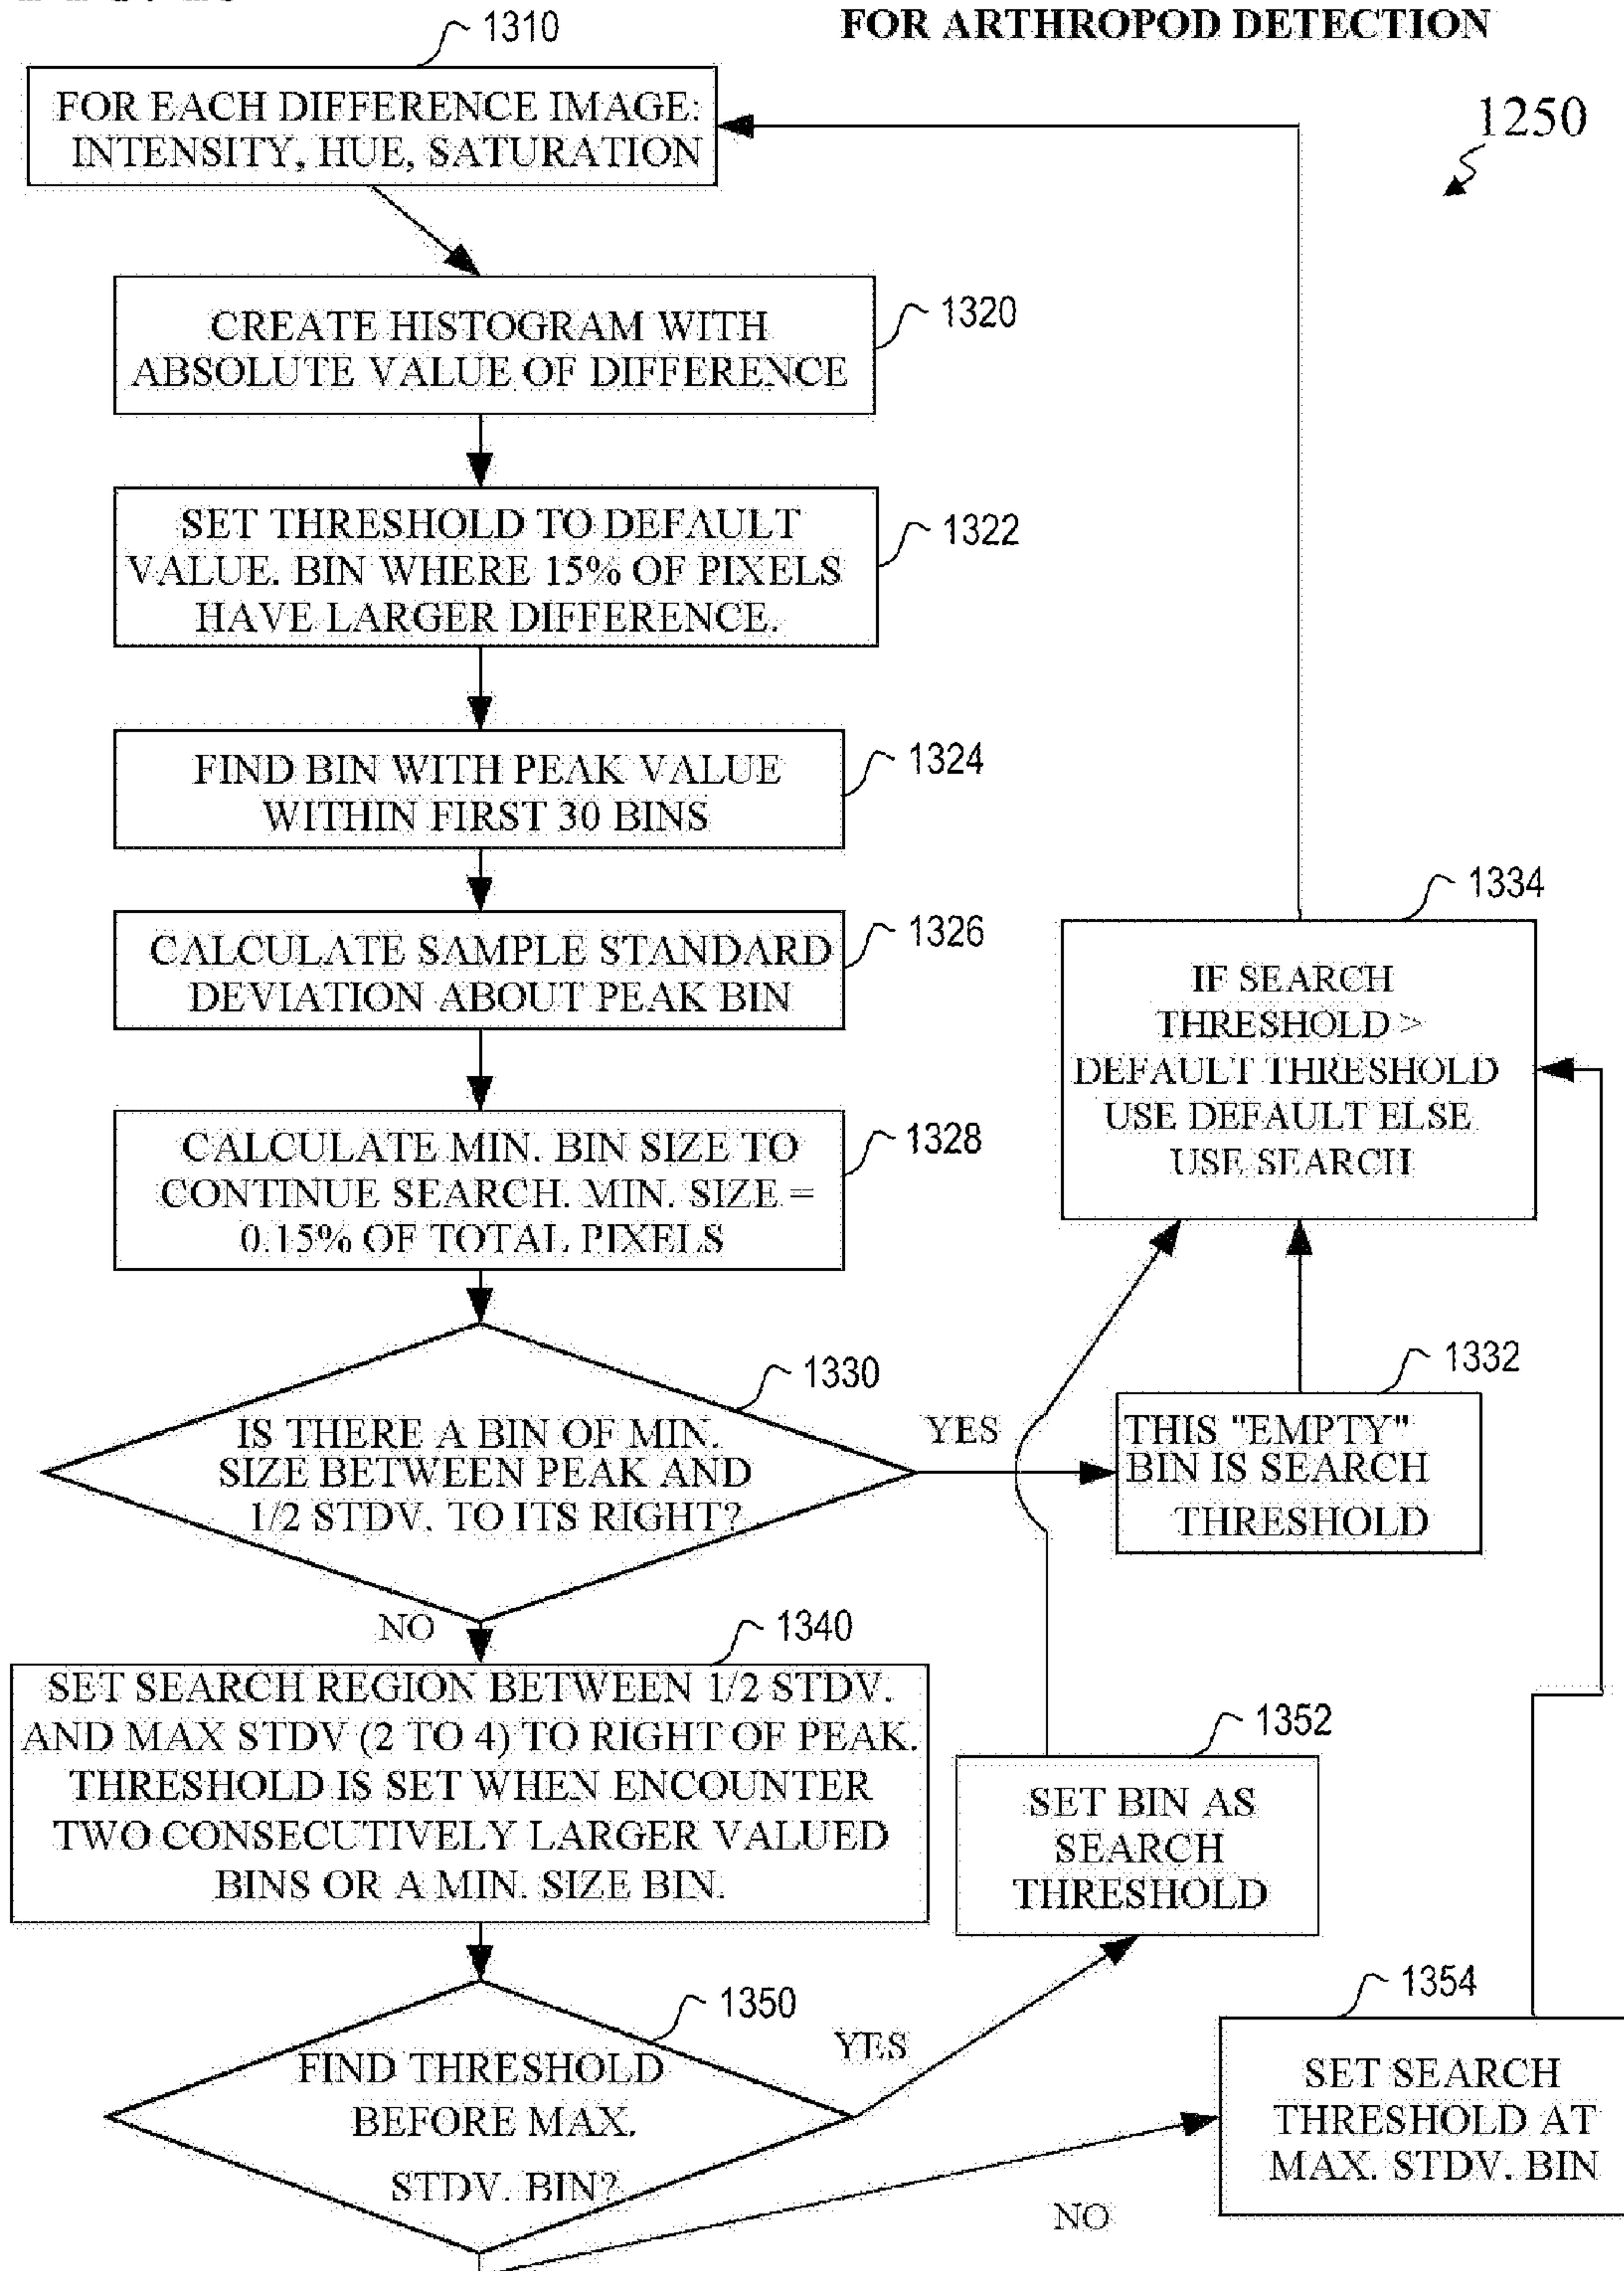 FOR ARTHROPOD DETECTION
1250
1310
FOR EACH DIFFERENCE IMAGE:
INTENSITY, HUE, SATURATION
1320
CREATE HISTOGRAM WITH
ABSOLUTE VALUE OF DIFFERENCE
1322
SET THRESHOLD TO DEFAULT
VALUE. BIN WHERE 15% OF PIXELS
HAVE LARGER DIFFERENCE.
1324
FIND BIN WITH PEAK VALUE
WITHIN FIRST 30 BINS
1326
CALCULATE SAMPLE STANDARD
DEVIATION ABOUT PEAK BIN
1328
CALCULATE MIN. BIN SIZE TO
CONTINUE SEARCH. MIN. SIZE =
0.15% OF TOTAL PIXELS
1334
IF SEARCH
THRESHOLD >
DEFAULT THRESHOLD
USE DEFAULT ELSE
USE SEARCH
1330
IS THERE A BIN OF MIN.
SIZE BETWEEN PEAK AND
1/2 STDV. TO ITS RIGHT?
YES
1332
THIS "EMPTY"
BIN IS SEARCH
THRESHOLD
NO
1340
SET SEARCH REGION BETWEEN 1/2 STDV.
AND MAX STDV (2 TO 4) TO RIGHT OF PEAK.
THRESHOLD IS SET WHEN ENCOUNTER
TWO CONSECUTIVELY LARGER VALUED
BINS OR A MIN. SIZE BIN.
1352
SET BIN AS
SEARCH
THRESHOLD
1350
FIND THRESHOLD
BEFORE MAX.
STDV. BIN?
YES
NO
1354
SET SEARCH
THRESHOLD AT
MAX. STDV. BIN